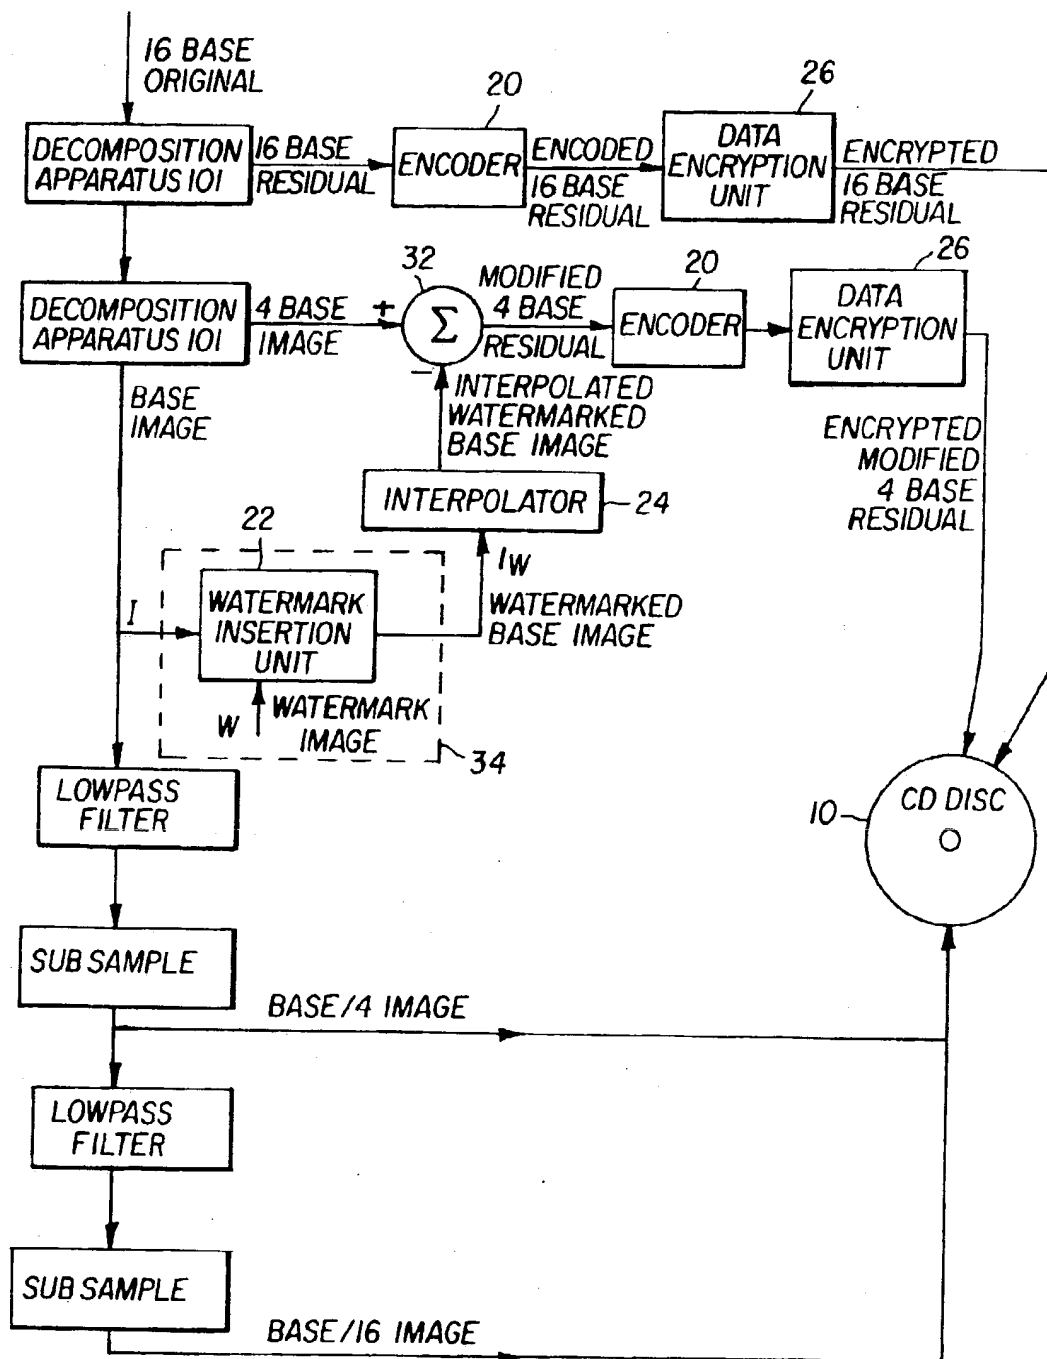 16 BASE
ORIGINAL
20
26
DECOMPOSITION
APPARATUS 101
16 BASE
RESIDUAL
ENCODER
ENCODED
16 BASE
RESIDUAL
DATA
ENCRYPTION
UNIT
ENCRYPTED
16 BASE
RESIDUAL
32
MODIFIED
4 BASE
RESIDUAL
20
26
DECOMPOSITION
APPARATUS 101
4 BASE
IMAGE
+
Σ
−
ENCODER
DATA
ENCRYPTION
UNIT
BASE
IMAGE
INTERPOLATED
WATERMARKED
BASE IMAGE
ENCRYPTED
MODIFIED
4 BASE
RESIDUAL
INTERPOLATOR
24
22
IW
WATERMARKED
BASE IMAGE
I
WATERMARK
INSERTION
UNIT
W
WATERMARK
IMAGE
34
LOWPASS
FILTER
10
CD DISC
SUB SAMPLE
BASE/4 IMAGE
LOWPASS
FILTER
SUB SAMPLE
BASE/16 IMAGE